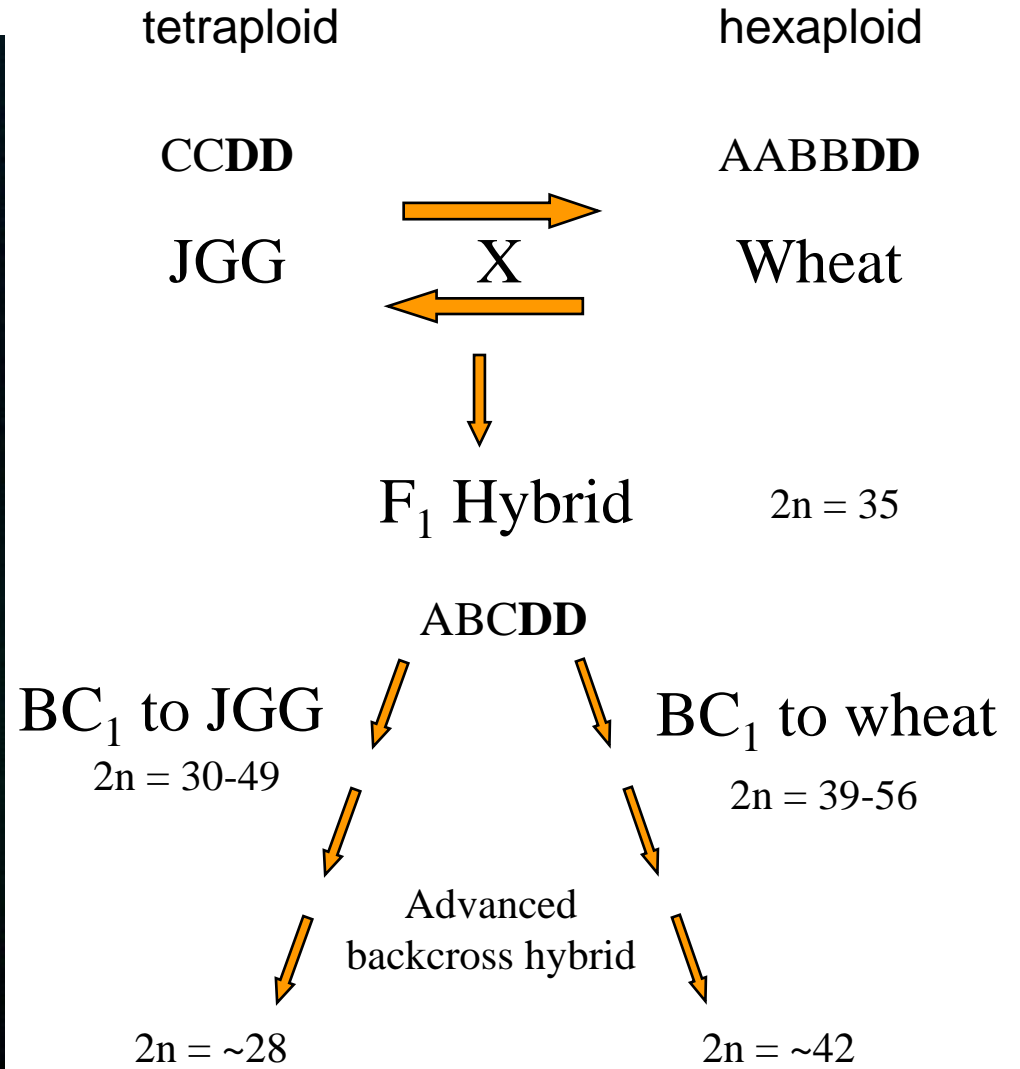 tetraploid hexaploid
CCDD AABBDD
JGG X Wheat
F₁ Hybrid 2n = 35
ABCDD
BC₁ to JGG BC₁ to wheat
2n = 30-49 2n = 39-56
Advanced
backcross hybrid
2n = ~28 2n = ~42